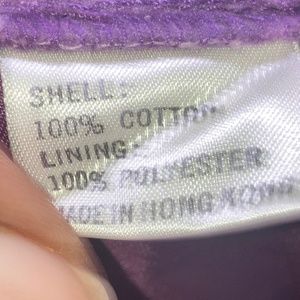 SHELL:
100% COTTON
LINING:
100% POLYESTER
MADE IN HONG KONG